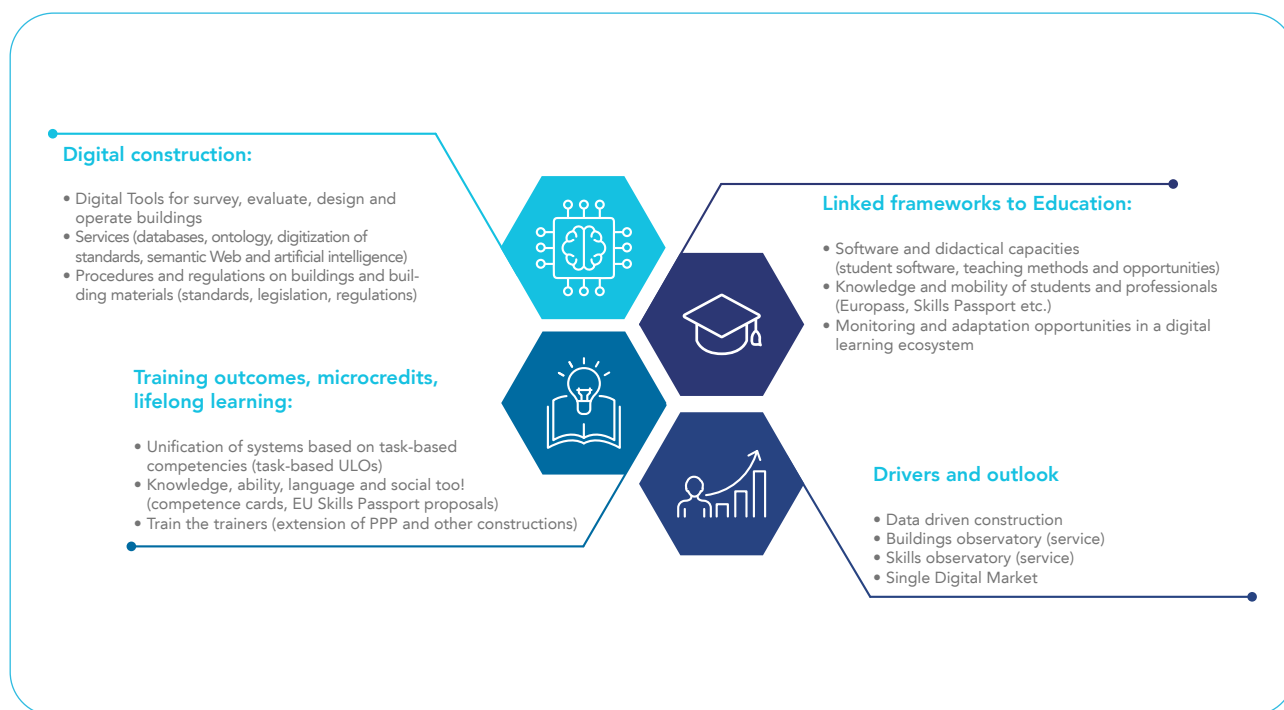 Digital construction:
• Digital Tools for survey, evaluate, design and
operate buildings
• Services (databases, ontology, digitization of
standards, semantic Web and artificial intelligence)
• Procedures and regulations on buildings and buil-
ding materials (standards, legislation, regulations)
Linked frameworks to Education:
• Software and didactical capacities
(student software, teaching methods and opportunities)
• Knowledge and mobility of students and professionals
(Europass, Skills Passport etc.)
• Monitoring and adaptation opportunities in a digital
learning ecosystem
Training outcomes, microcredits,
lifelong learning:
• Unification of systems based on task-based
competencies (task-based ULOs)
• Knowledge, ability, language and social too!
(competence cards, EU Skills Passport proposals)
• Train the trainers (extension of PPP and other constructions)
Drivers and outlook
• Data driven construction
• Buildings observatory (service)
• Skills observatory (service)
• Single Digital Market